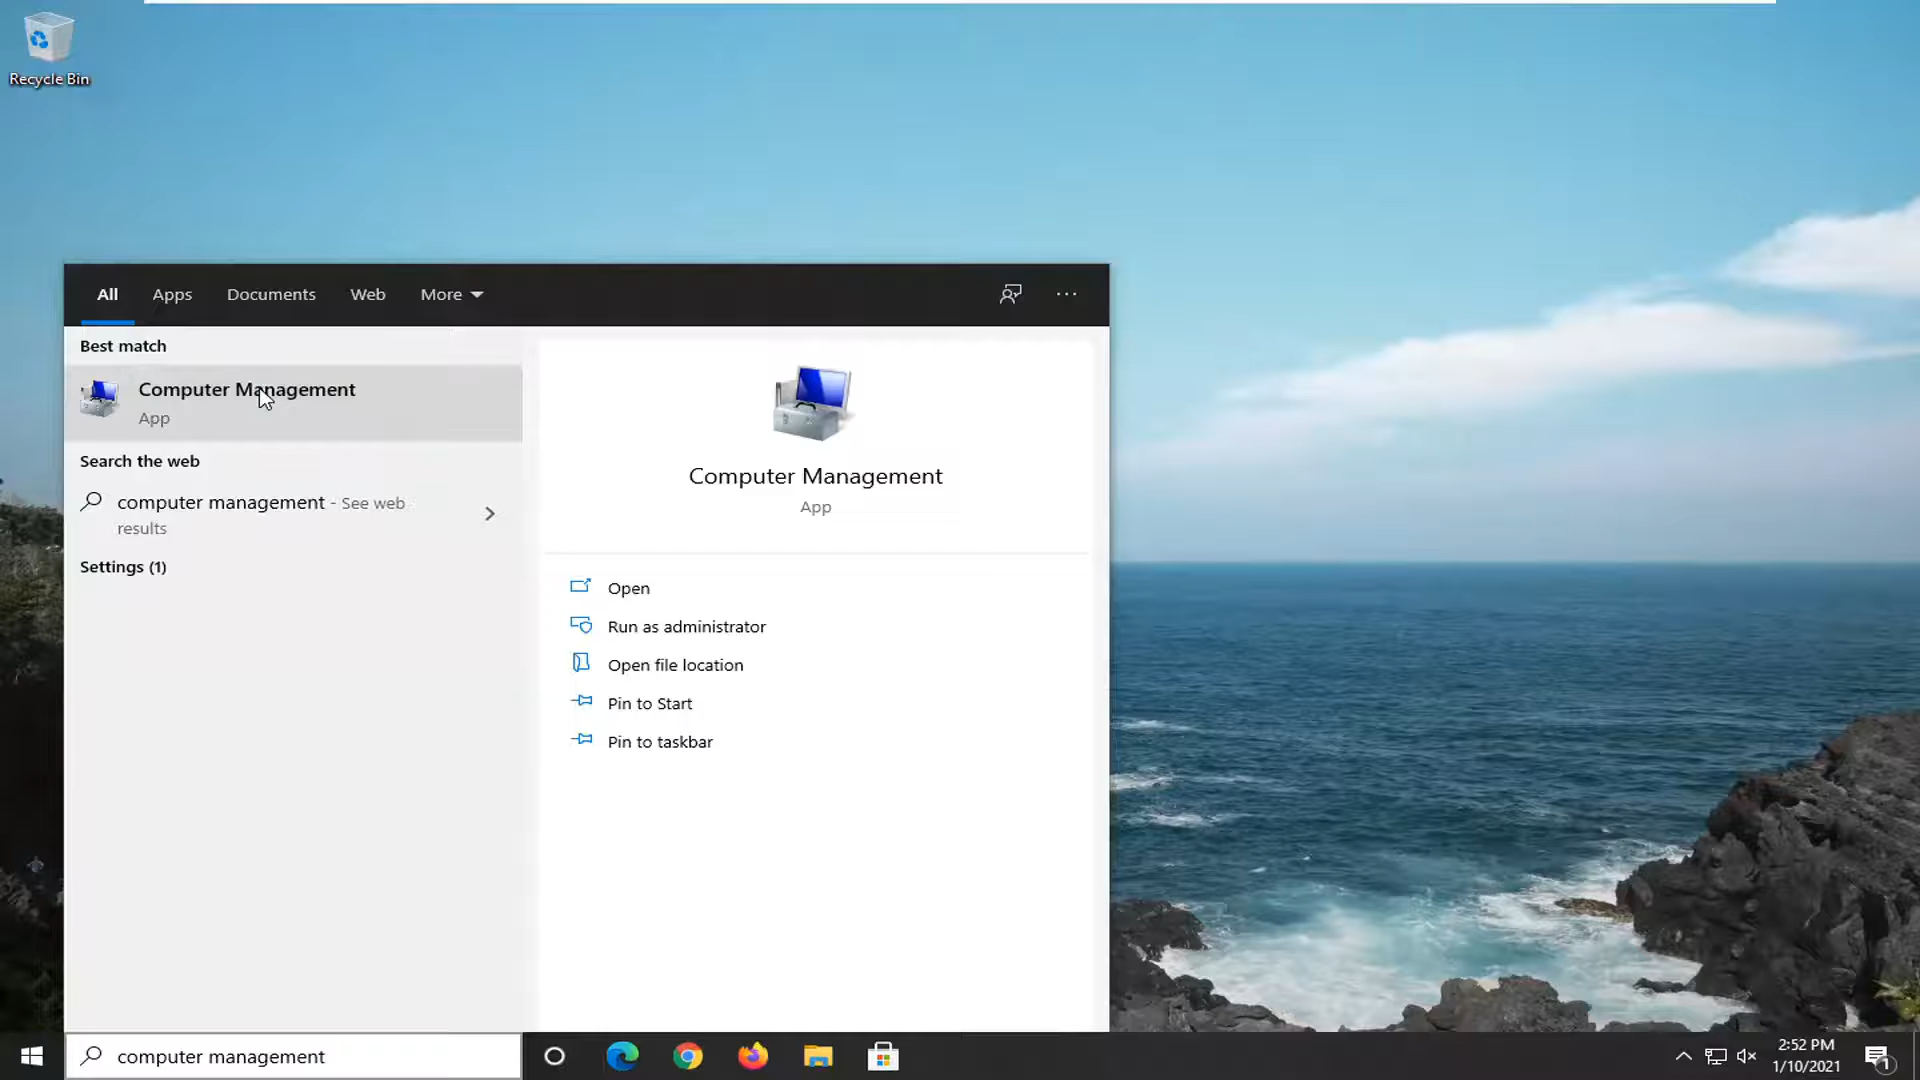 Recycle Bin
All Apps Documents Web More
Best match
Computer Management
App
Search the web
computer management - See web
results
Settings (1)
Computer Management
App
Open
Run as administrator
Open file location
Pin to Start
Pin to taskbar
computer management
2:52 PM
1/10/2021
1